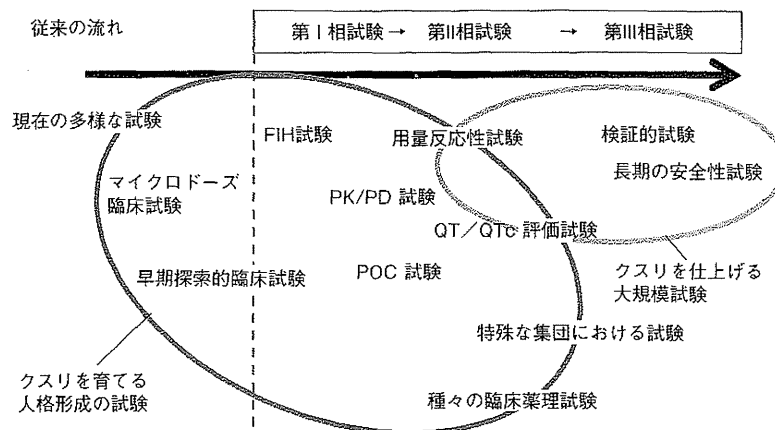 従来の流れ
第Ⅰ相試験→ 第II相試験 → 第III相試験
現在の多様な試験
FIH試験
用量反応性試験
検証的試験
長期の安全性試験
マイクロドーズ
臨床試験
PK/PD 試験
QT/QTc 評価試験
早期探索的臨床試験
POC 試験
クスリを仕上げる
大規模試験
特殊な集団における試験
クスリを育てる
人格形成の試験
種々の臨床薬理試験